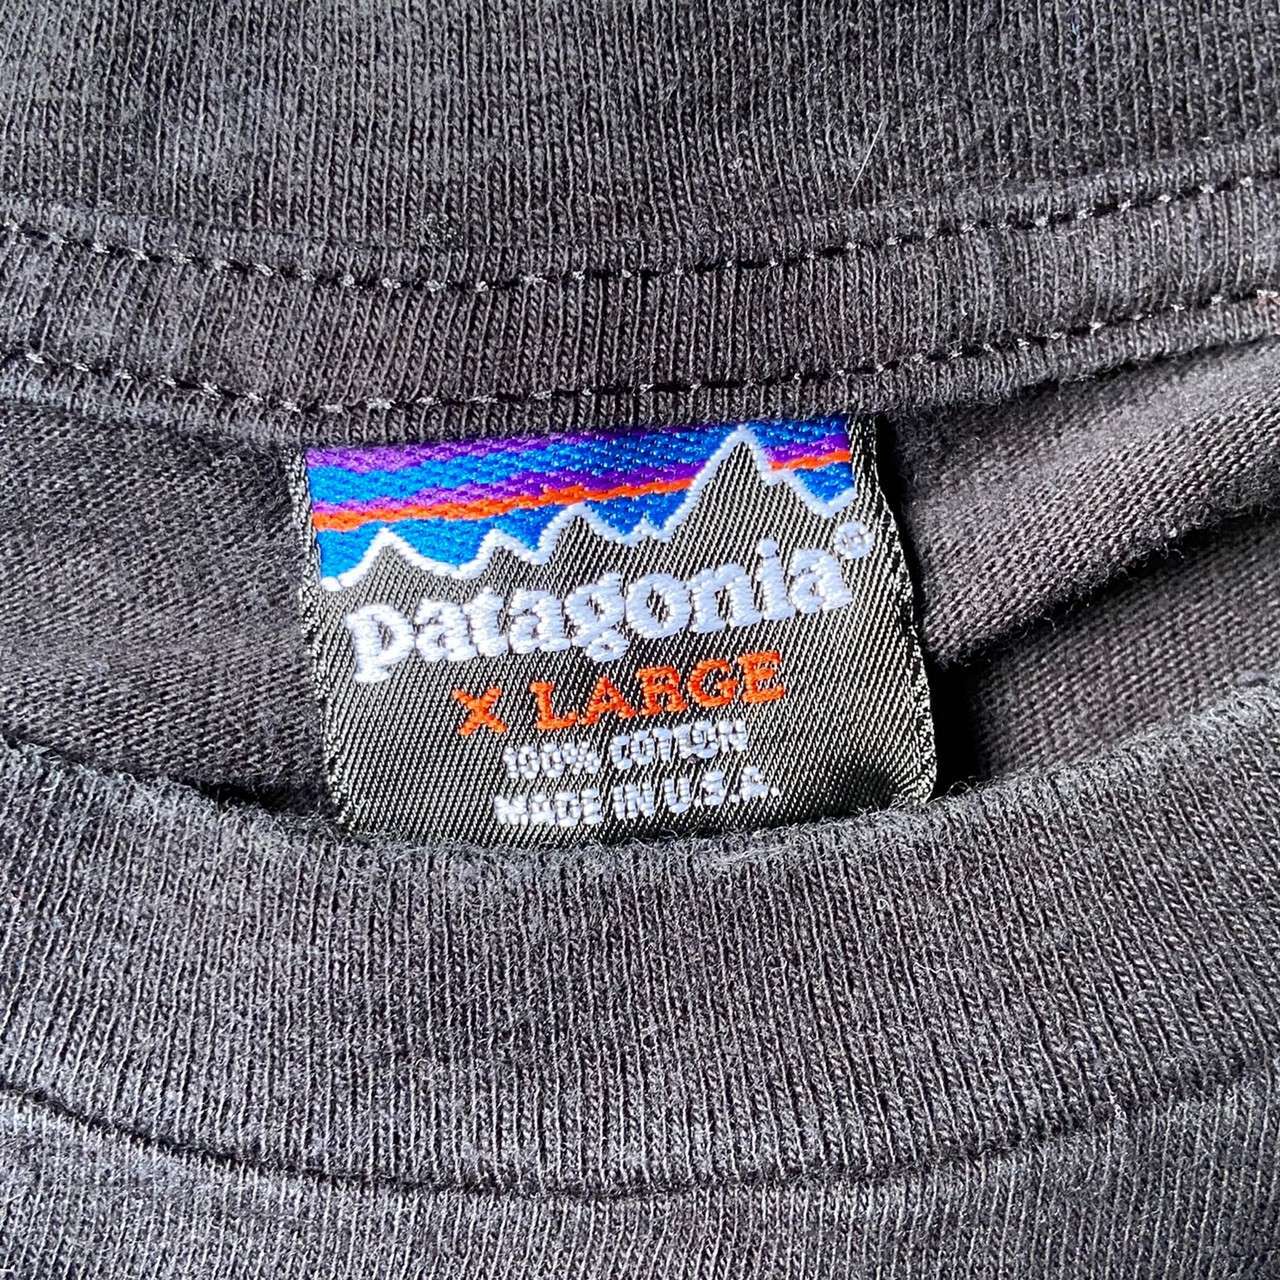 patagonia®
X LARGE
100% COTTON
MADE IN U.S.A.